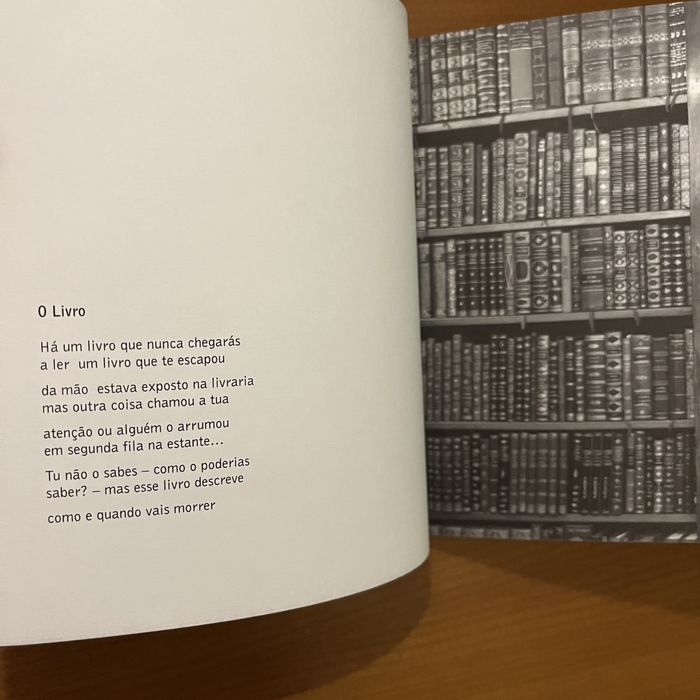 O Livro
Há um livro que nunca chegarás
a ler  um livro que te escapou
da mão  estava exposto na livraria
mas outra coisa chamou a tua
atenção ou alguém o arrumou
em segunda fila na estante...
Tu não o sabes – como o poderias
saber? – mas esse livro descreve
como e quando vais morrer